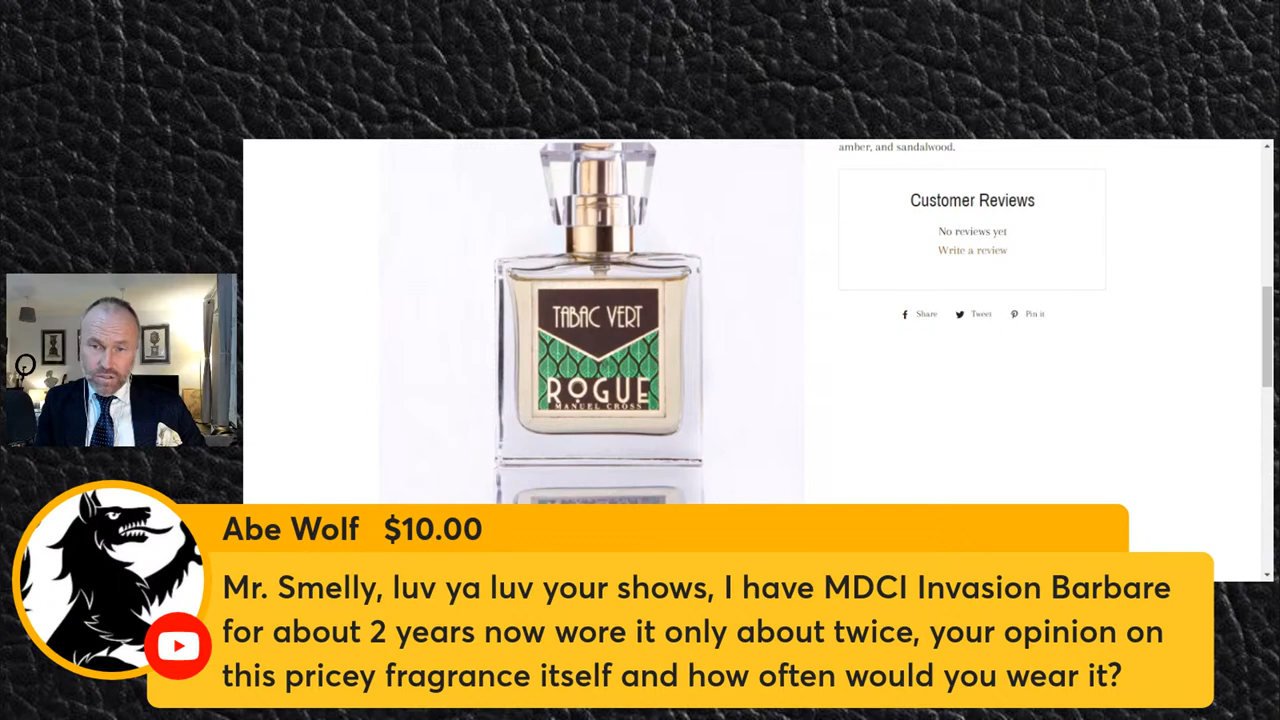 amber, and sandalwood.
Customer Reviews
No reviews yet
Write a review
Share Tweet Pin it
TABAC VERT
ROGUE
MANUEL CROSS
Abe Wolf $10.00
Mr. Smelly, luv ya luv your shows, I have MDCI Invasion Barbare
for about 2 years now wore it only about twice, your opinion on
this pricey fragrance itself and how often would you wear it?